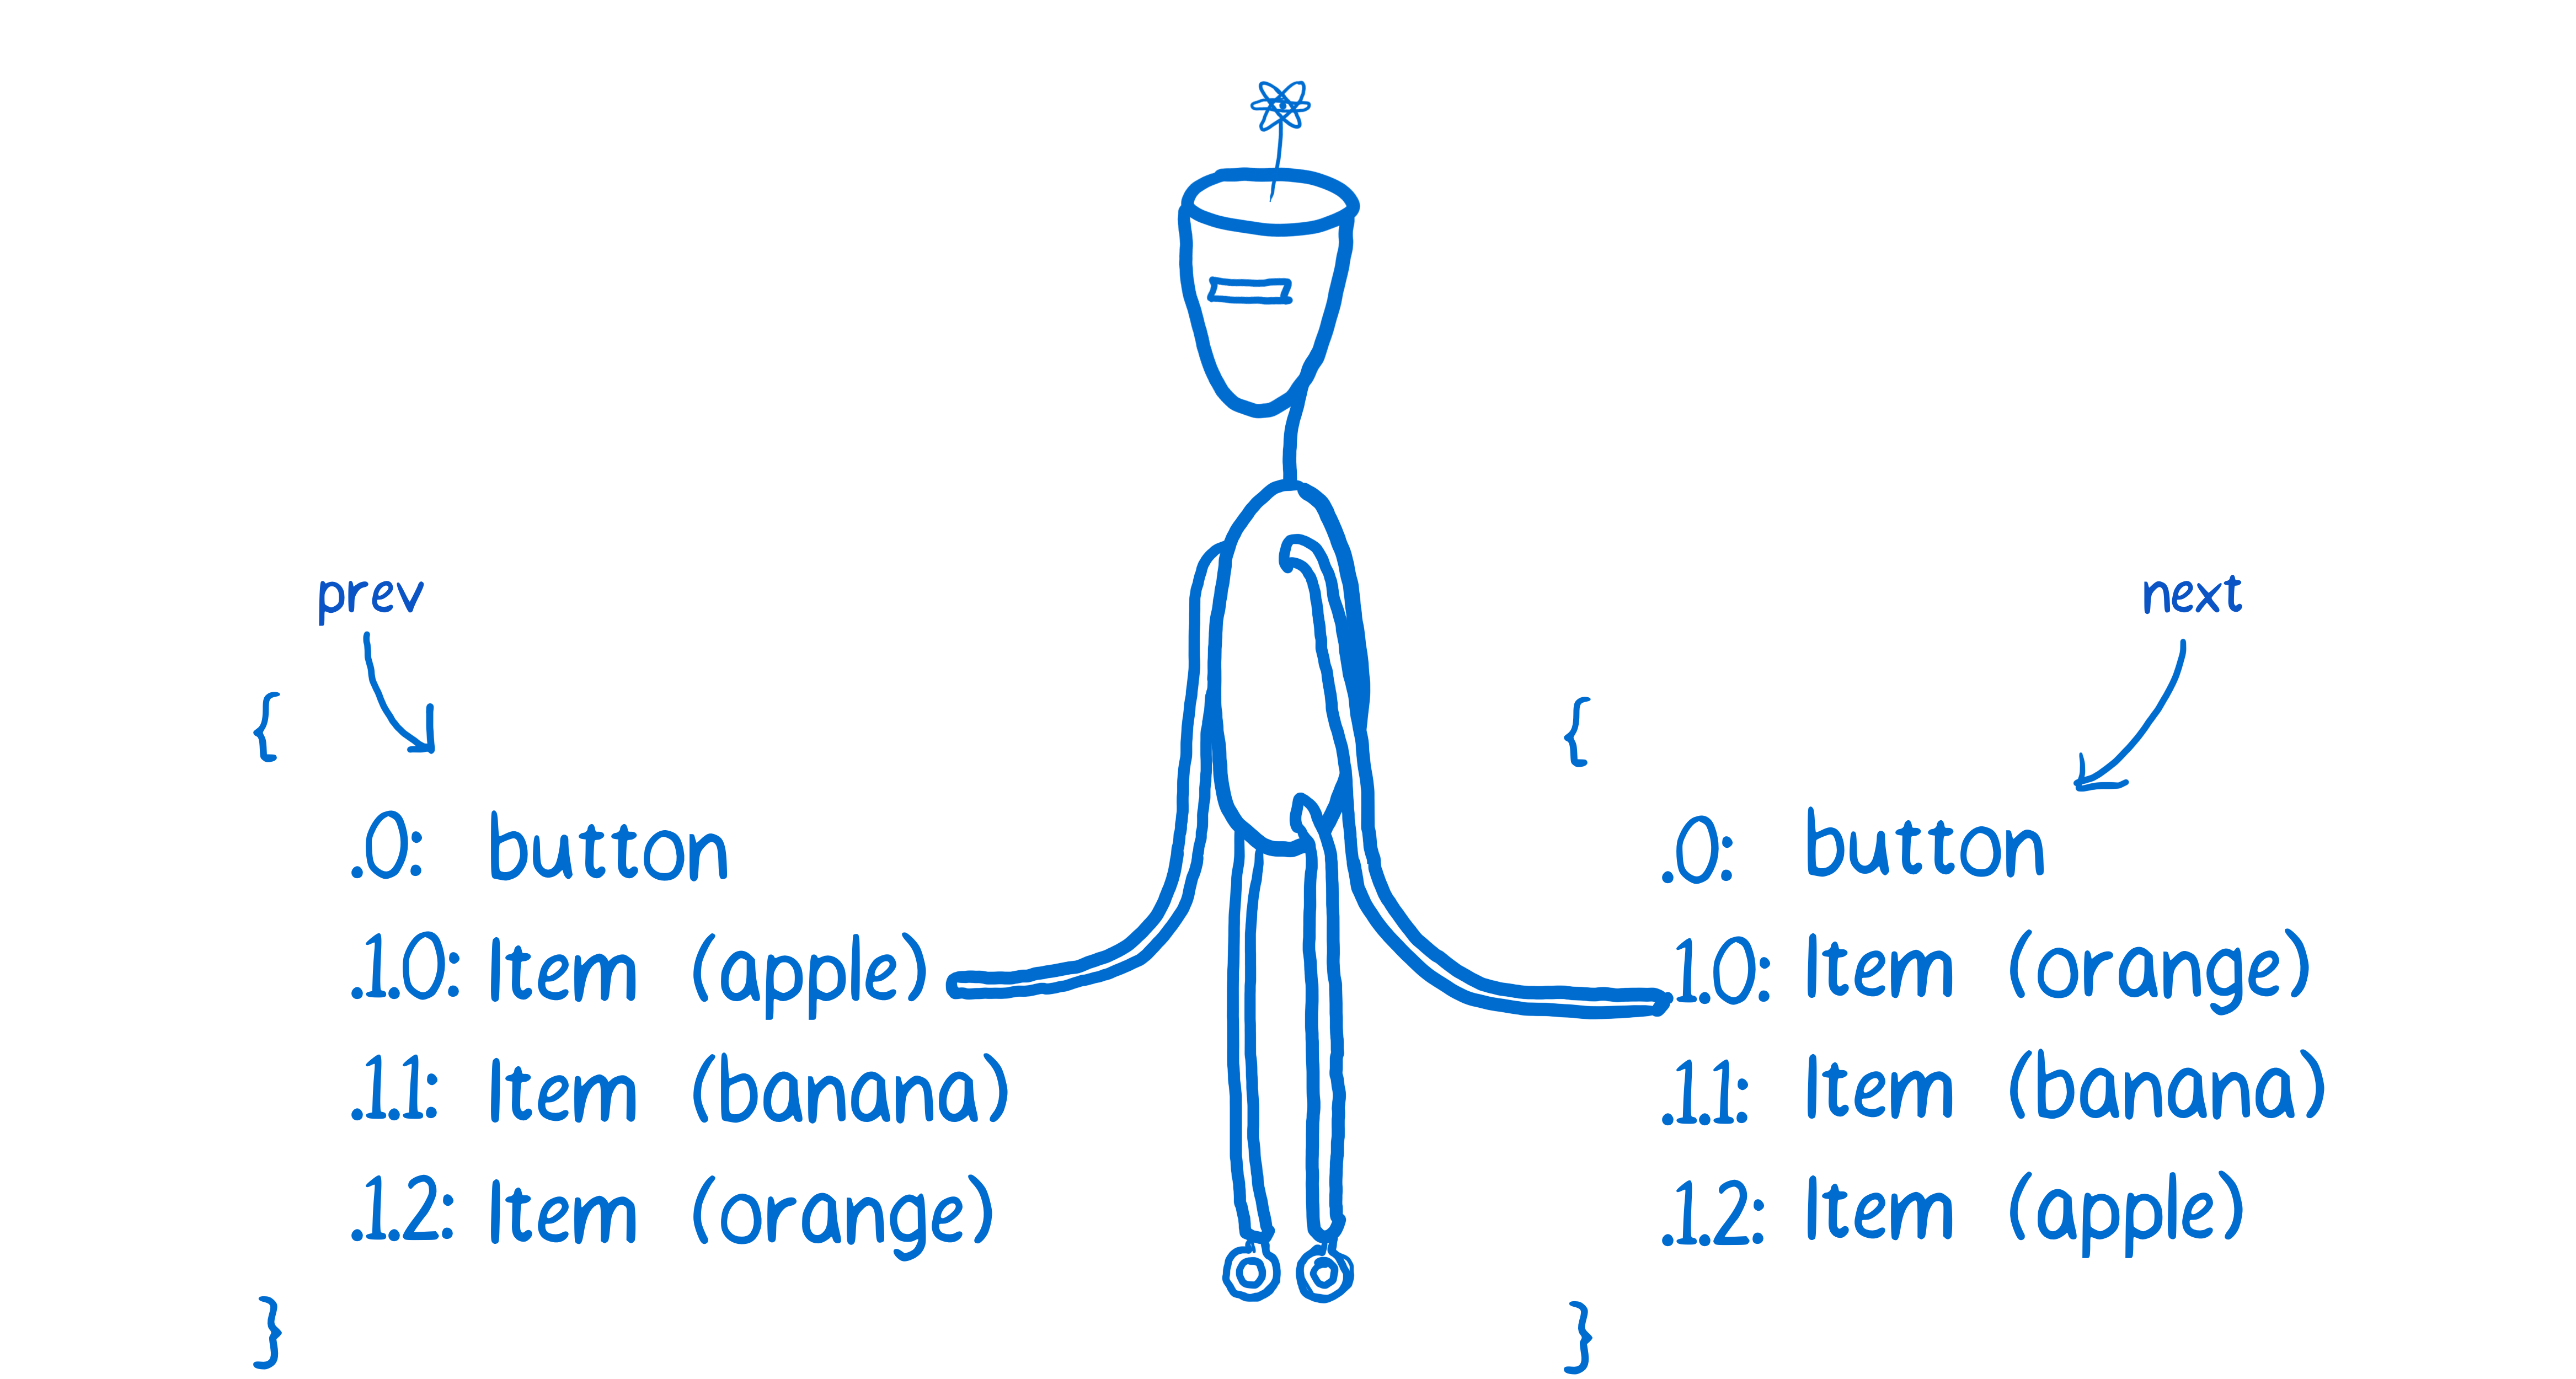 prev
{
.0: button
.1.0: Item (apple)
.1.1: Item (banana)
.1.2: Item (orange)
}
next
{
.0: button
.1.0: Item (orange)
.1.1: Item (banana)
.1.2: Item (apple)
}